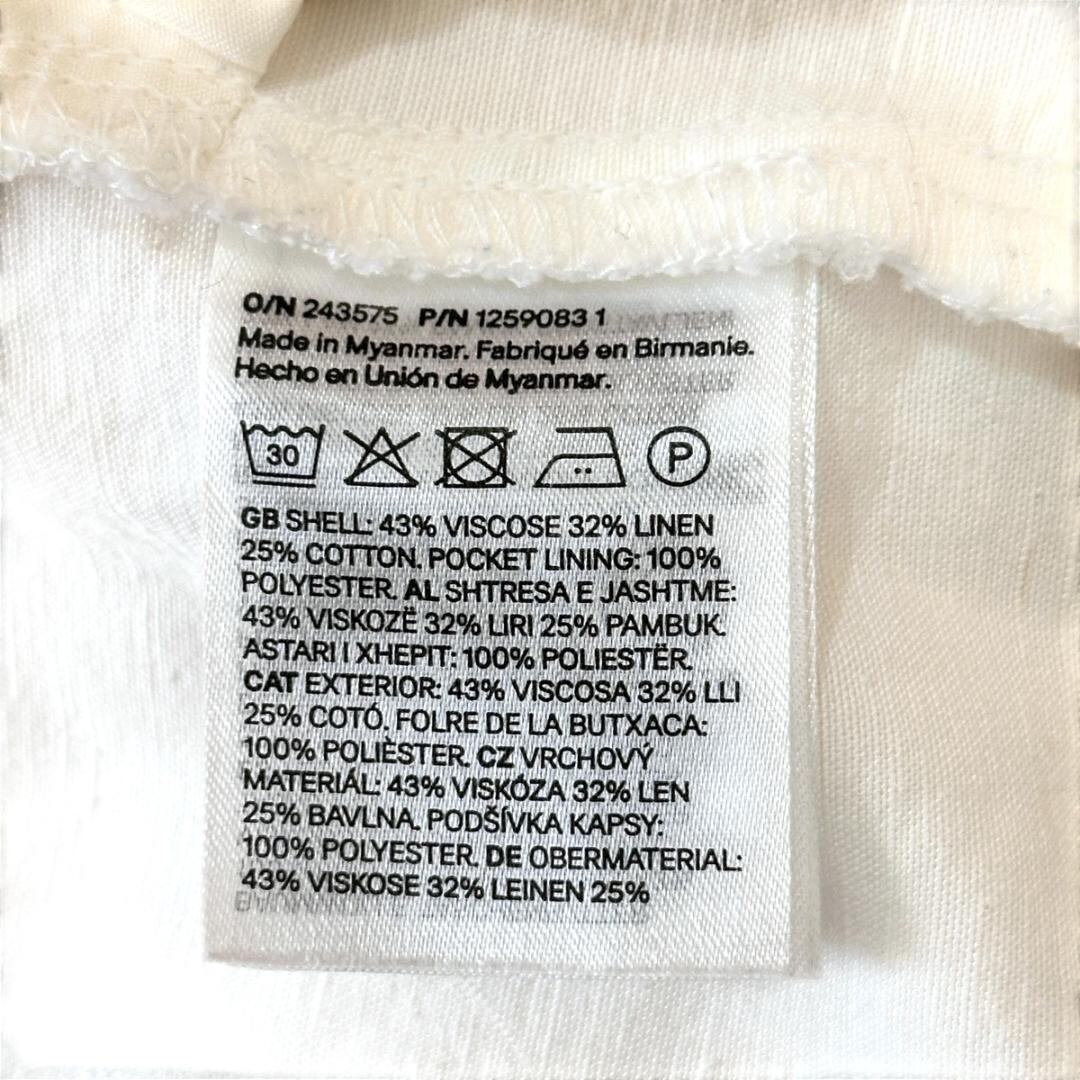 O/N 243575 P/N 1259083 1
Made in Myanmar. Fabriqué en Birmanie.
Hecho en Unión de Myanmar.
30 P
GB SHELL: 43% VISCOSE 32% LINEN
25% COTTON. POCKET LINING: 100%
POLYESTER. AL SHTRESA E JASHTME:
43% VISKOZË 32% LIRI 25% PAMBUK.
ASTARI I XHEPIT: 100% POLIESTËR.
CAT EXTERIOR: 43% VISCOSA 32% LLI
25% COTÓ. FOLRE DE LA BUTXACA:
100% POLIÈSTER. CZ VRCHOVÝ
MATERIÁL: 43% VISKÓZA 32% LEN
25% BAVLNA. PODŠÍVKA KAPSY:
100% POLYESTER. DE OBERMATERIAL:
43% VISKOSE 32% LEINEN 25%